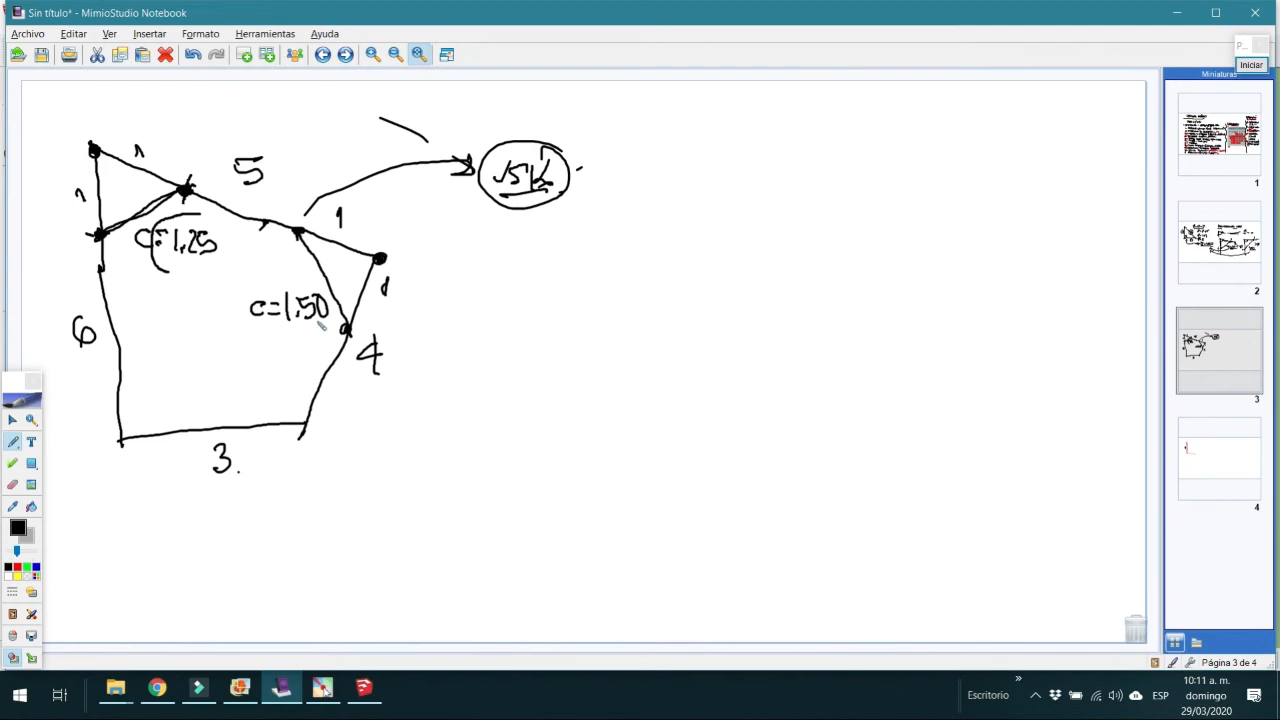 Sin título* - MimioStudio Notebook
Archivo Editar Ver Insertar Formato Herramientas Ayuda
P...
Iniciar
Miniaturas
1
5
1
1
c=1.25
1
1
c=1.50
6
4
3.
1
2
3
4
Página 3 de 4
Escritorio
ESP
10:11 a. m.
domingo
29/03/2020